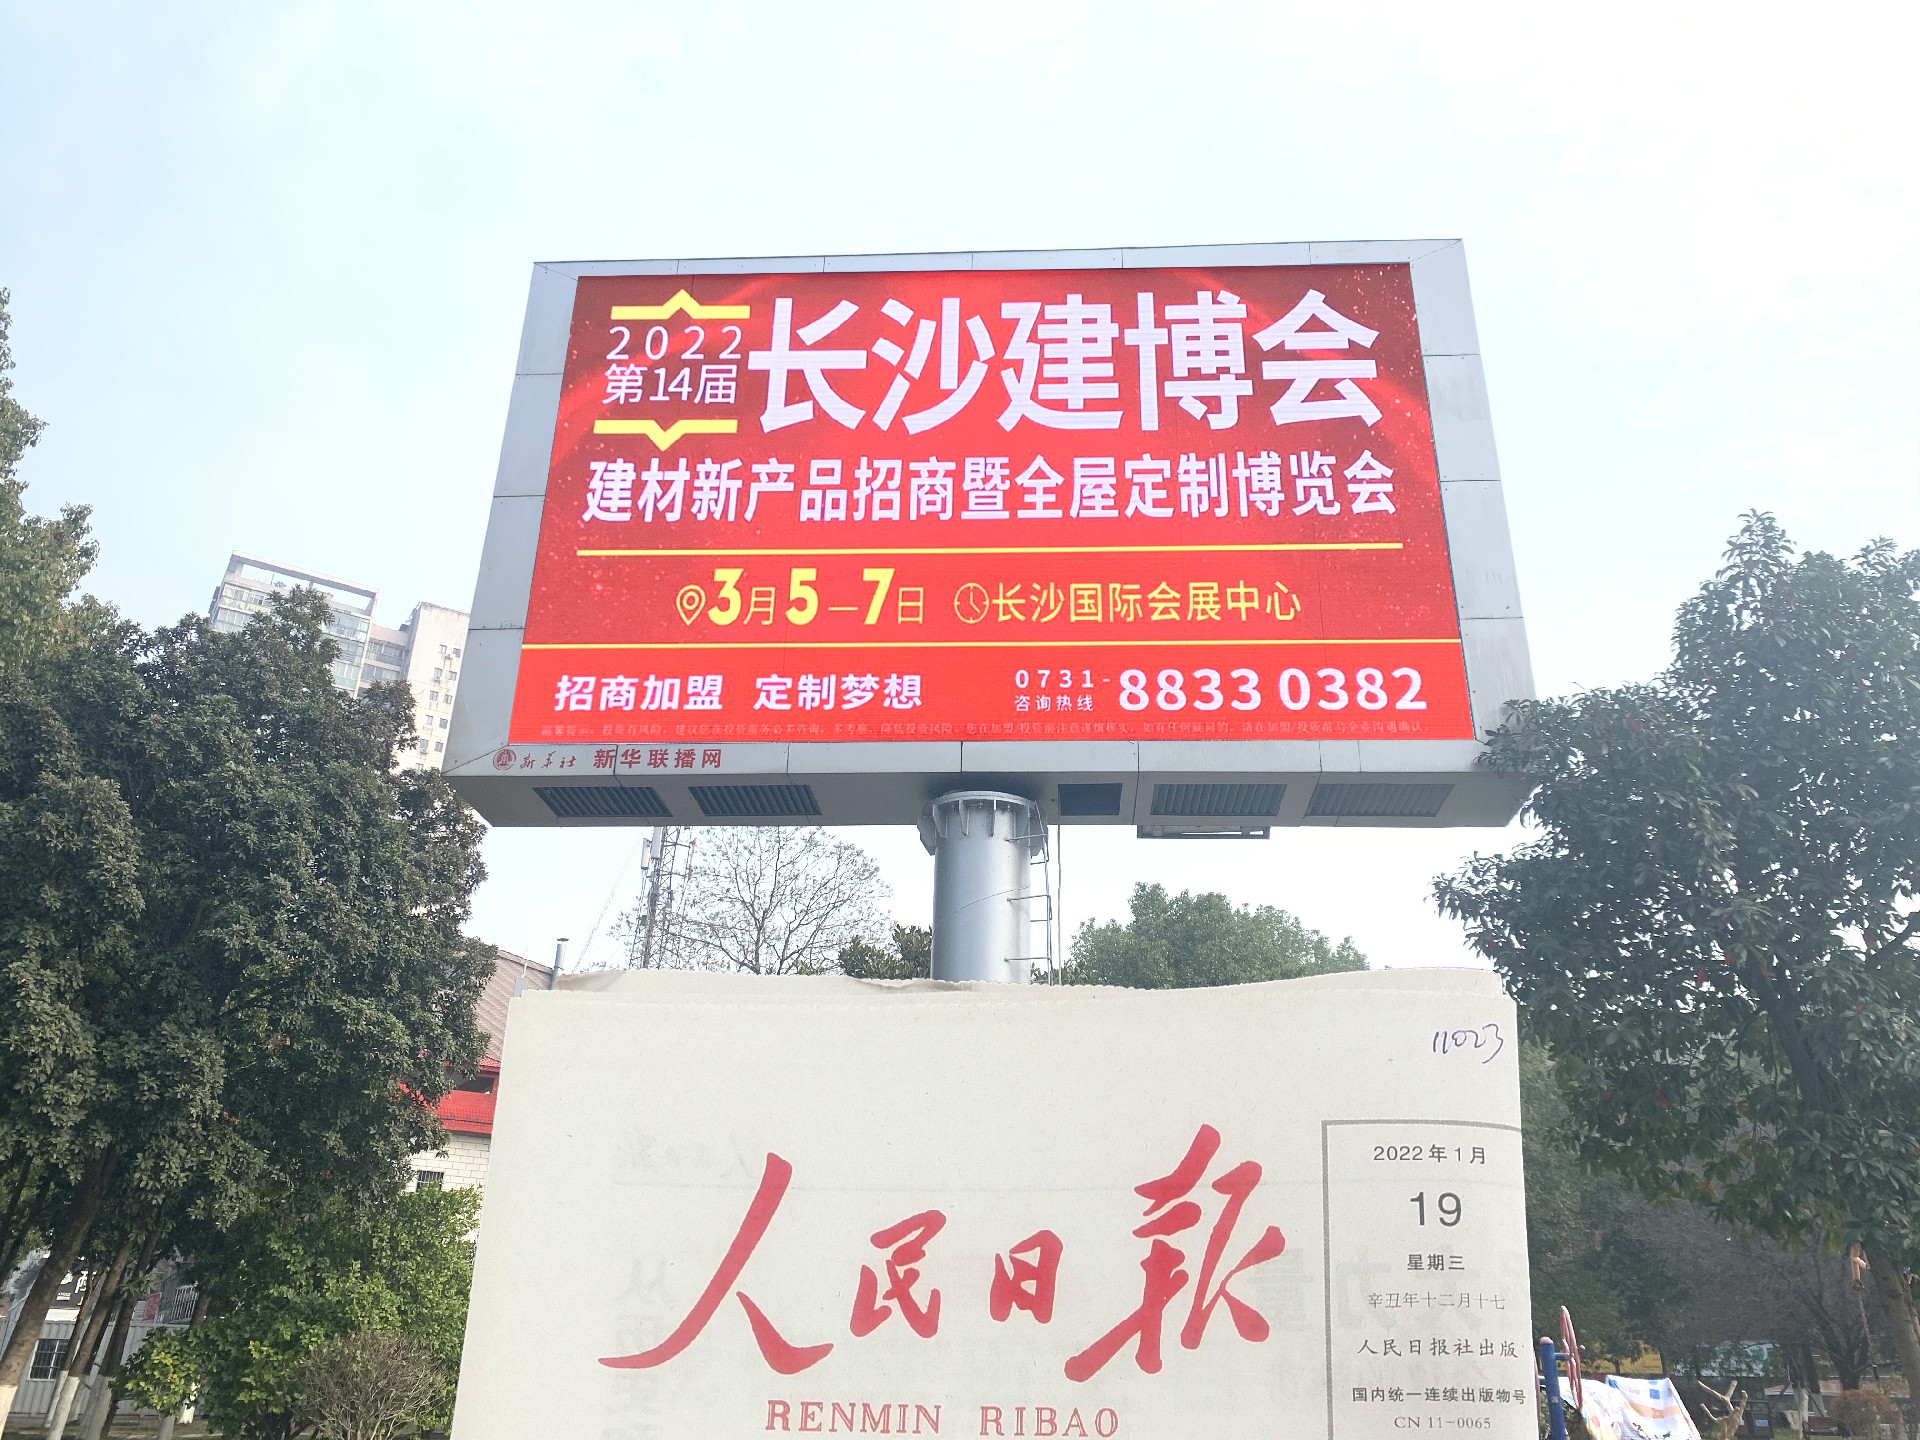 2022
第14届
长沙建博会
建材新产品招商暨全屋定制博览会
3月5—7日 长沙国际会展中心
招商加盟 定制梦想
0731-88330382
咨询热线
新华社 新华联播网
11023
人民日报
RENMIN RIBAO
2022年1月
19
星期三
辛丑年十二月十七
人民日报社出版
国内统一连续出版物号
CN 11-0065